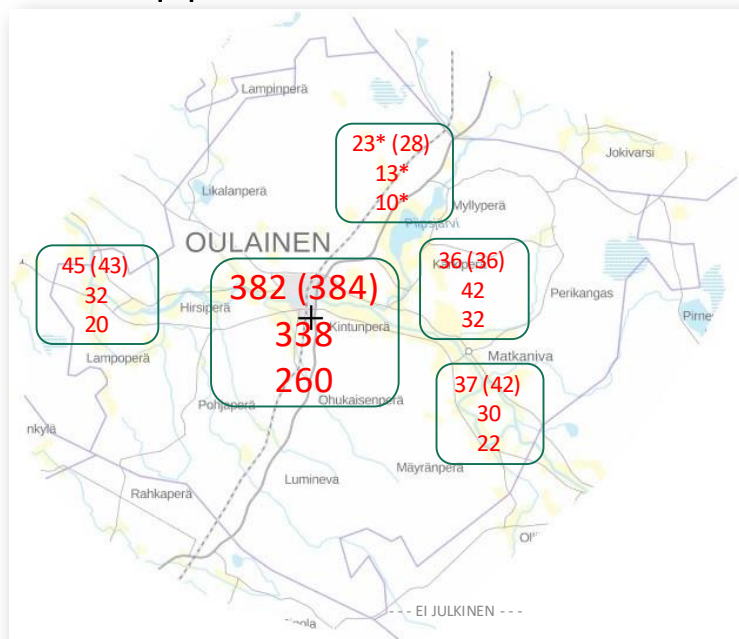 Lampinperä
23* (28)
13*
10*
Jokivarsi
Likalanperä
Myllyperä
Piipsjärvi
OULAINEN
45 (43)
32
20
382 (384)
338
260
36 (36)
42
32
Perikangas
Hirsiperä
Kintunperä
Lampoperä
Matkaniva
37 (42)
30
22
Pohjaperä
Ohukaisenperä
Mäyränperä
Lumineva
Rahkaperä
- - - EI JULKINEN - - -